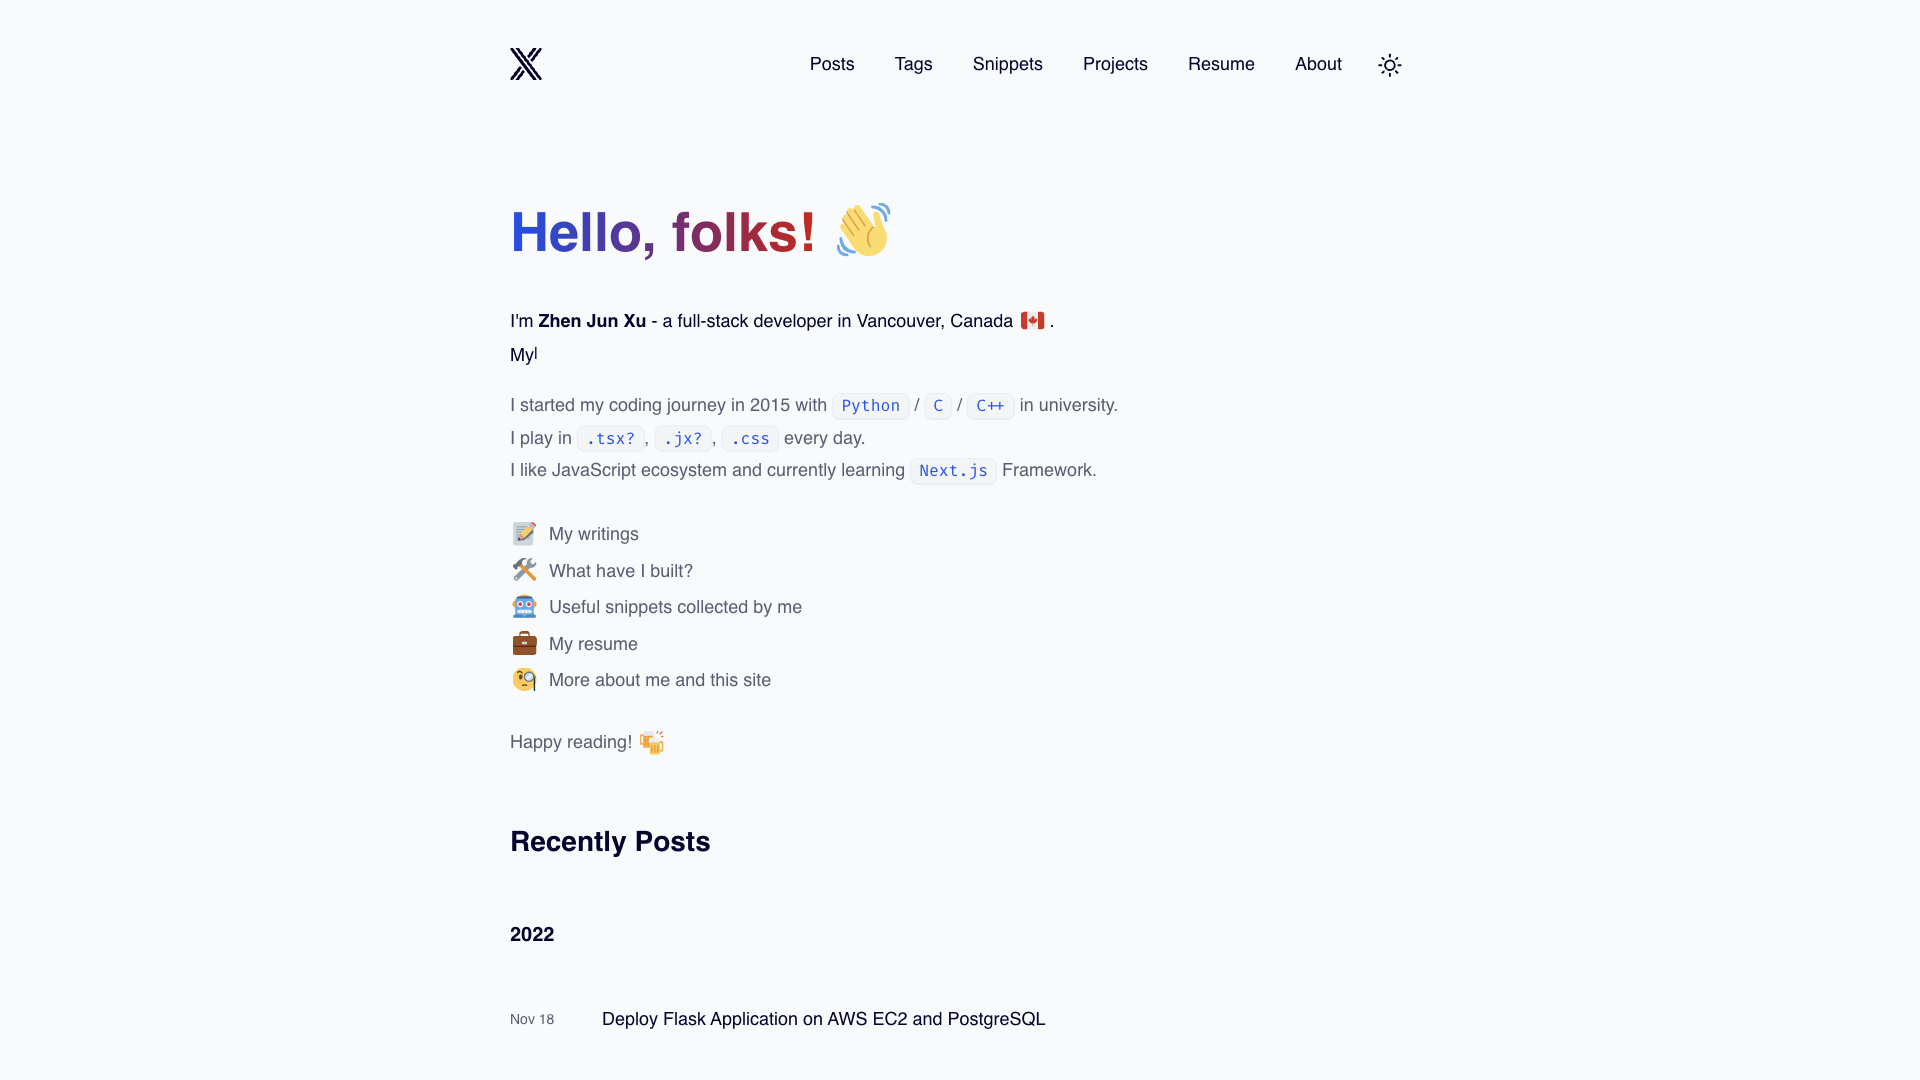 Posts Tags Snippets Projects Resume About
Hello, folks! 👋
I'm Zhen Jun Xu - a full-stack developer in Vancouver, Canada 🇨🇦 .
My
I started my coding journey in 2015 with Python / C / C++ in university.
I play in .tsx?, .jx?, .css every day.
I like JavaScript ecosystem and currently learning Next.js Framework.
📝 My writings
🛠 What have I built?
🤖 Useful snippets collected by me
💼 My resume
🧐 More about me and this site
Happy reading! 🍻
Recently Posts
2022
Nov 18 Deploy Flask Application on AWS EC2 and PostgreSQL